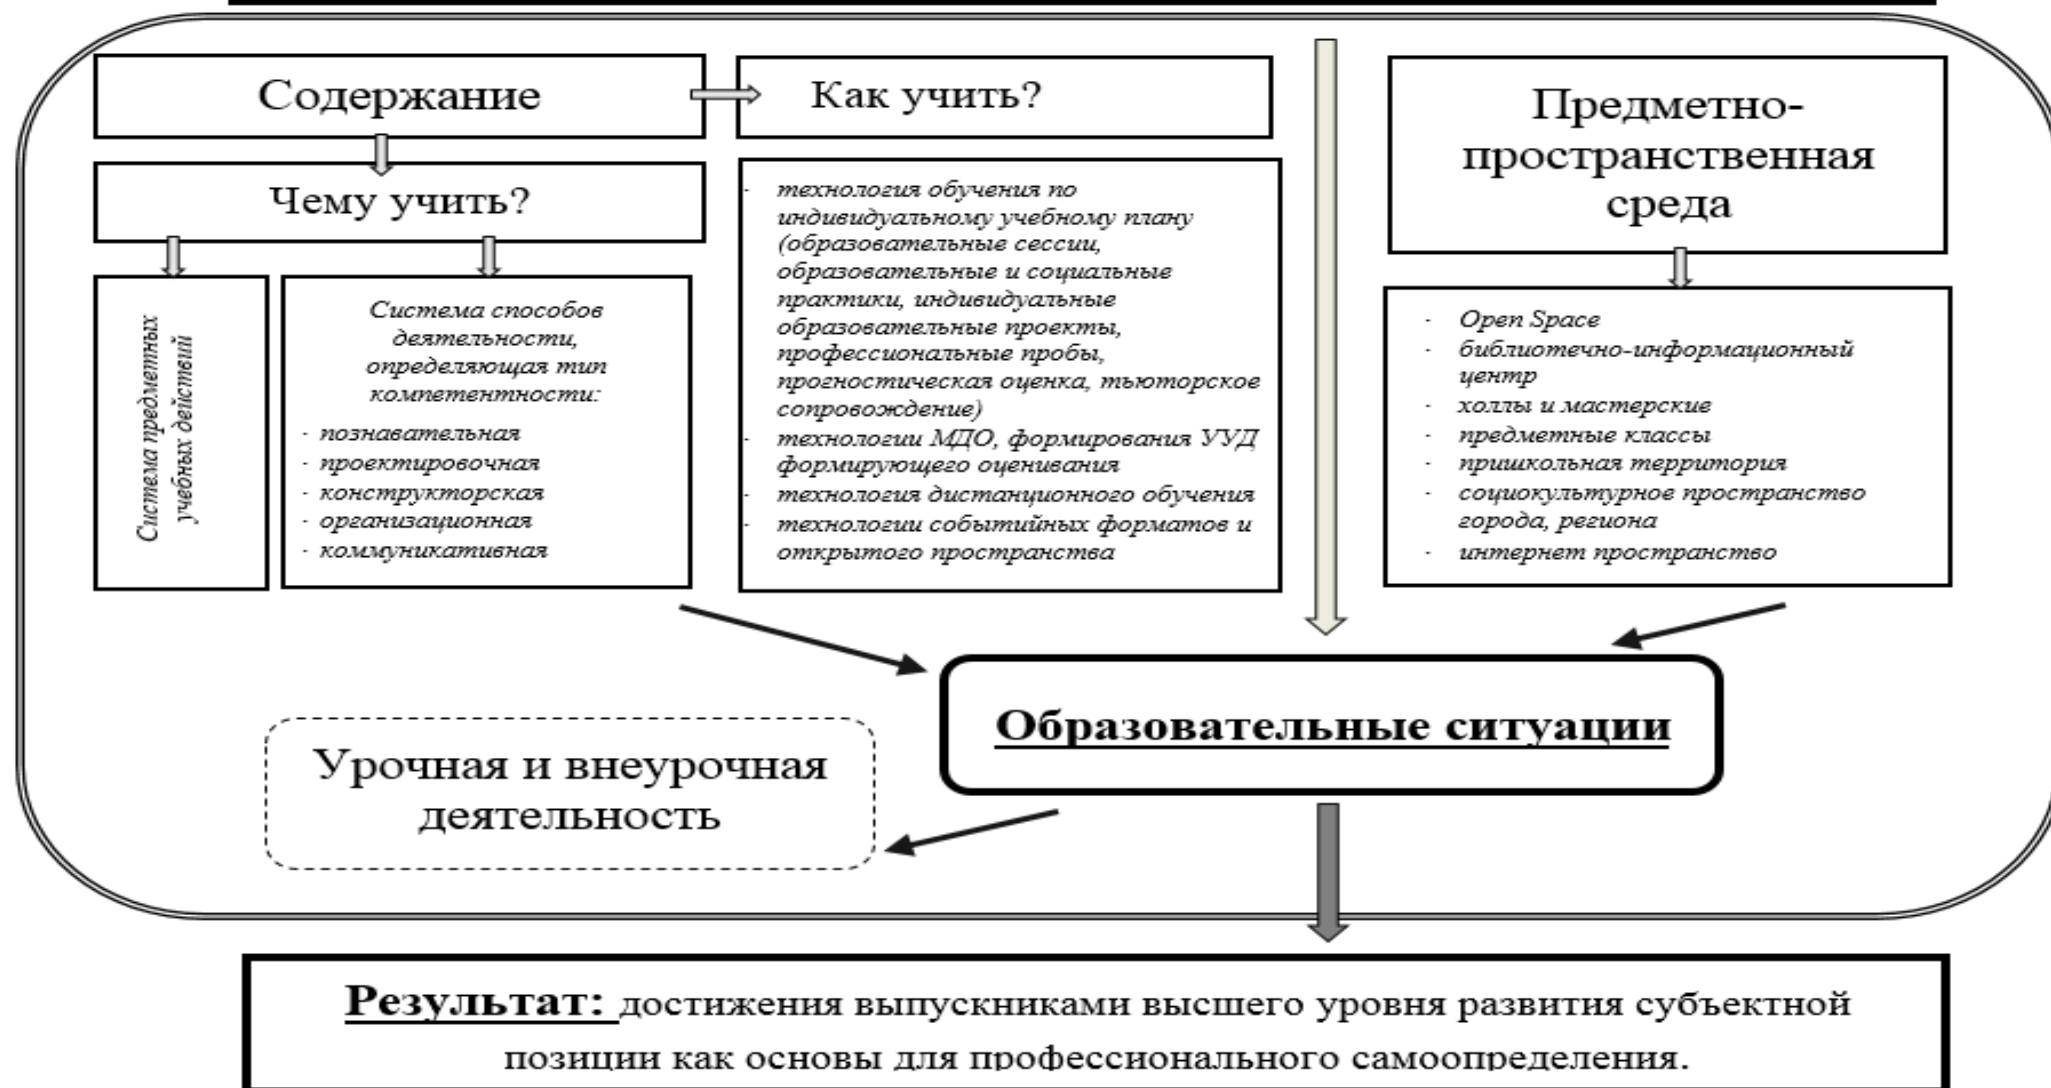 Содержание
Чему учить?
Система предметных
учебных действий
Система способов
деятельности,
определяющая тип
компетентности:
- познавательная
- проектировочная
- конструкторская
- организационная
- коммуникативная
Как учить?
- технология обучения по
индивидуальному учебному плану
(образовательные сессии,
образовательные и социальные
практики, индивидуальные
образовательные проекты,
профессиональные пробы,
прогностическая оценка, тьюторское
сопровождение)
- технологии МДО, формирования УУД
формирующего оценивания
- технология дистанционного обучения
- технологии событийных форматов и
открытого пространства
Предметно-
пространственная
среда
- Open Space
- библиотечно-информационный
центр
- холлы и мастерские
- предметные классы
- пришкольная территория
- социокультурное пространство
города, региона
- интернет пространство
Образовательные ситуации
Урочная и внеурочная
деятельность
Результат: достижения выпускниками высшего уровня развития субъектной
позиции как основы для профессионального самоопределения.